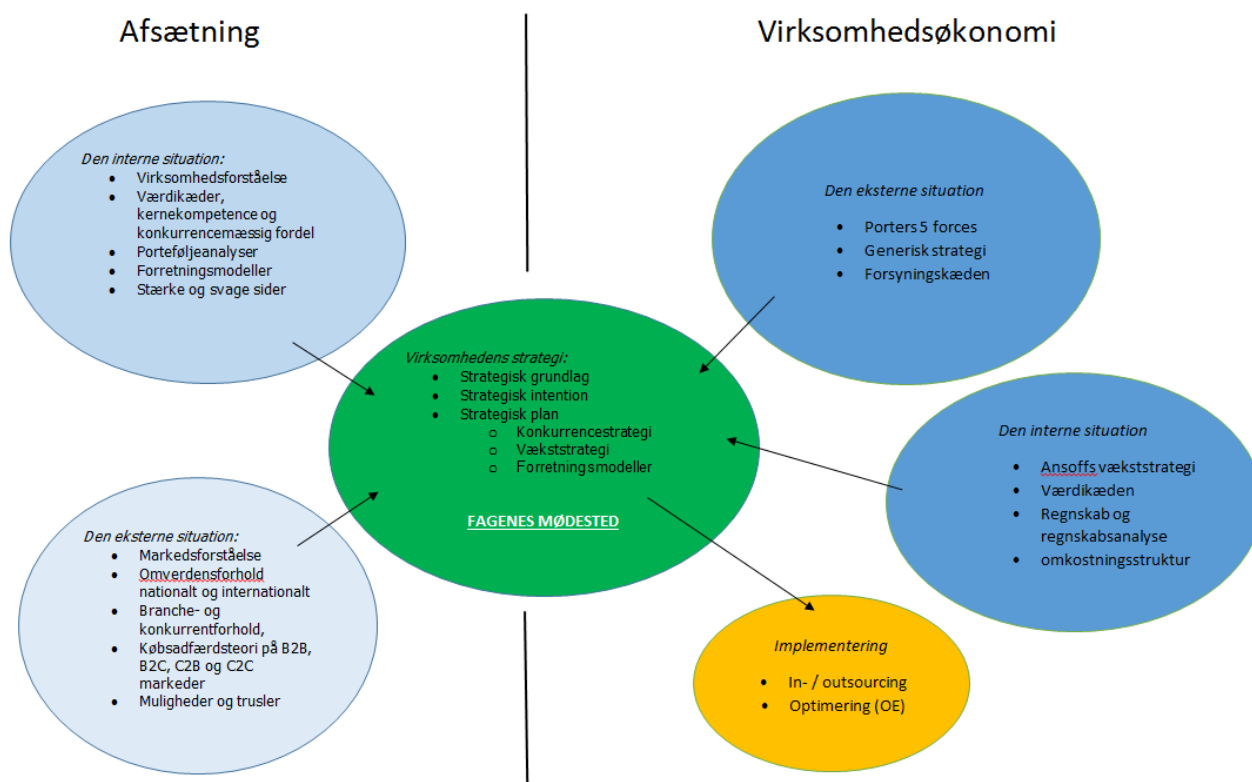 Afsætning
Virksomhedsøkonomi
Den interne situation:
• Virksomhedsforståelse
• Værdikæder,
kernekompetence og
konkurrencemæssig fordel
• Porteføljeanalyser
• Forretningsmodeller
• Stærke og svage sider
Den eksterne situation
• Porters 5 forces
• Generisk strategi
• Forsyningskæden
Virksomhedens strategi:
• Strategisk grundlag
• Strategisk intention
• Strategisk plan
o Konkurrencestrategi
o Vækststrategi
o Forretningsmodeller
FAGENES MØDESTED
Den interne situation
• Ansoffs vækststrategi
• Værdikæden
• Regnskab og
regnskabsanalyse
• omkostningsstruktur
Den eksterne situation:
• Markedsforståelse
• Omverdensforhold
nationalt og internationalt
• Branche- og
konkurrentforhold,
• Købsadfærdsteori på B2B,
B2C, C2B og C2C
markeder
• Muligheder og trusler
Implementering
• In- / outsourcing
• Optimering (OE)